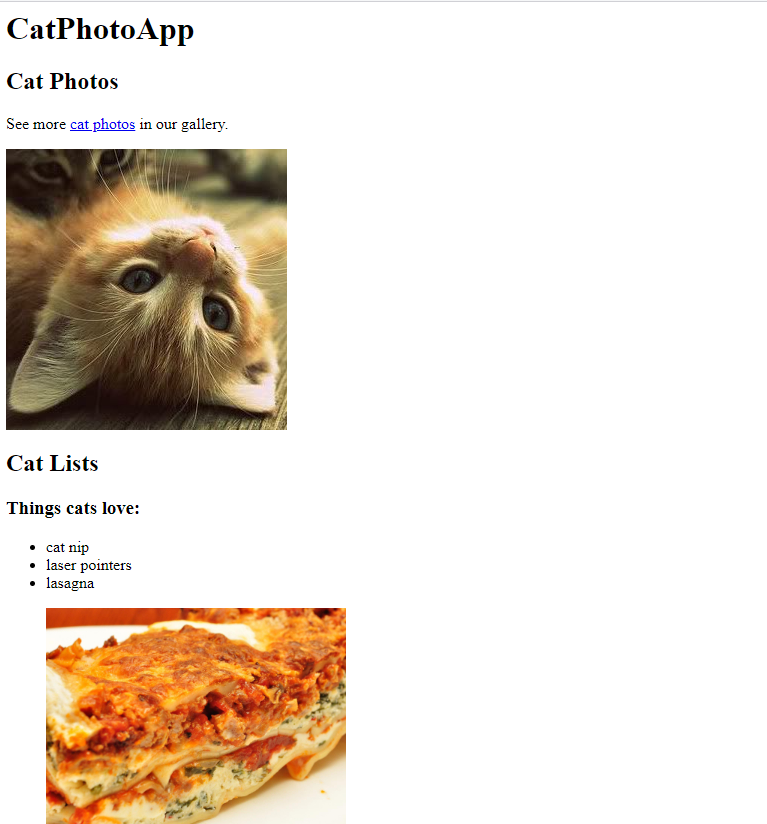 CatPhotoApp
Cat Photos
See more cat photos in our gallery.
Cat Lists
Things cats love:
cat nip
laser pointers
lasagna